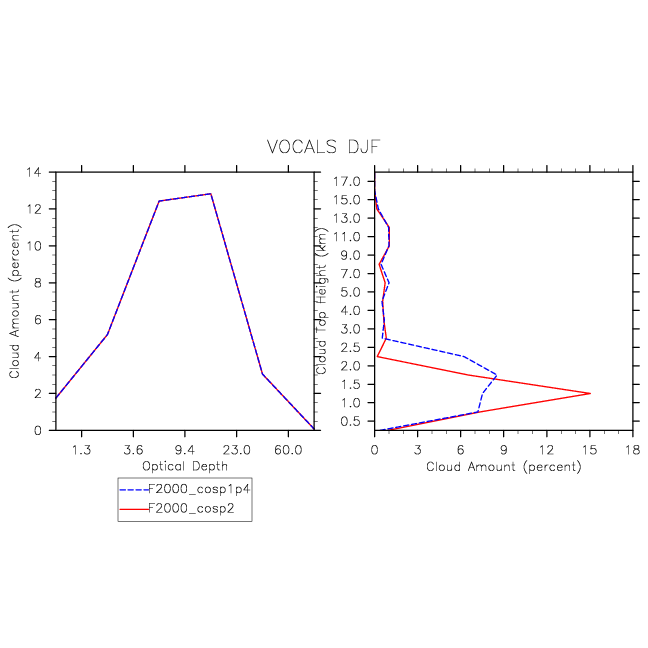 VOCALS DJF
Cloud Amount (percent)
14
12
10
8
6
4
2
0
1.3 3.6 9.4 23.0 60.0
Optical Depth
Cloud Top Height (km)
17.0
15.0
13.0
11.0
9.0
7.0
5.0
4.0
3.0
2.5
2.0
1.5
1.0
0.5
0 3 6 9 12 15 18
Cloud Amount (percent)
F2000_cosp1p4
F2000_cosp2